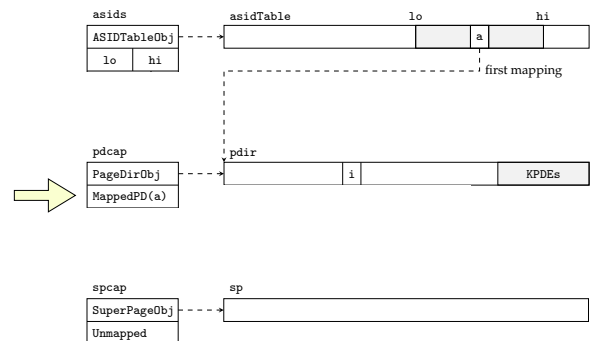 asids
asidTable
lo
hi
ASIDTableObj
a
lo
hi
first mapping
pdcap
pdir
PageDirObj
i
KPDEs
MappedPD(a)
spcap
sp
SuperPageObj
Unmapped